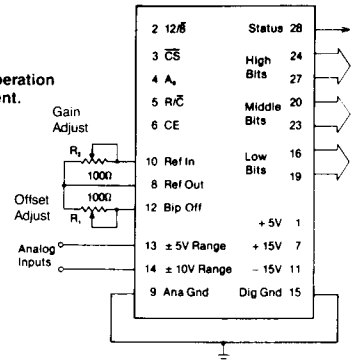 peration
ent.
Gain
Adjust
R₂
100Ω
100Ω
Offset
Adjust
R₁
Analog
Inputs
2 12/8̅
3 C̅S̅
4 Aₒ
5 R/C̅
6 CE
10 Ref In
8 Ref Out
12 Bip Off
13 ± 5V Range
14 ± 10V Range
9 Ana Gnd
Status 28
High 24
Bits 27
Middle 20
Bits 23
Low 16
Bits 19
+ 5V 1
+ 15V 7
- 15V 11
Dig Gnd 15